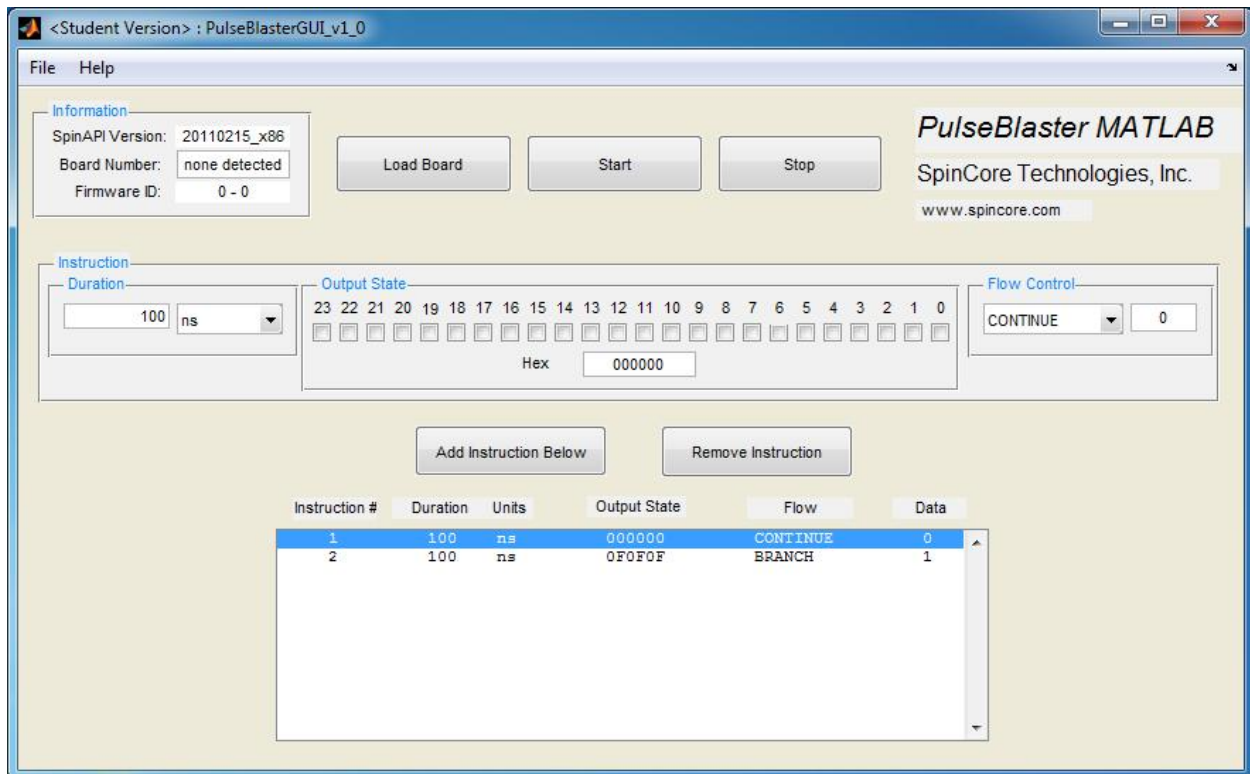 <Student Version> : PulseBlasterGUI_v1_0
File Help
Information
SpinAPI Version: 20110215_x86
Board Number: none detected
Firmware ID: 0 - 0
Load Board Start Stop
PulseBlaster MATLAB
SpinCore Technologies, Inc.
www.spincore.com
Instruction
Duration
100 ns
Output State
23 22 21 20 19 18 17 16 15 14 13 12 11 10 9 8 7 6 5 4 3 2 1 0
Hex 000000
Flow Control
CONTINUE 0
Add Instruction Below Remove Instruction
Instruction # Duration Units Output State Flow Data
1 100 ns 000000 CONTINUE 0
2 100 ns 0F0F0F BRANCH 1